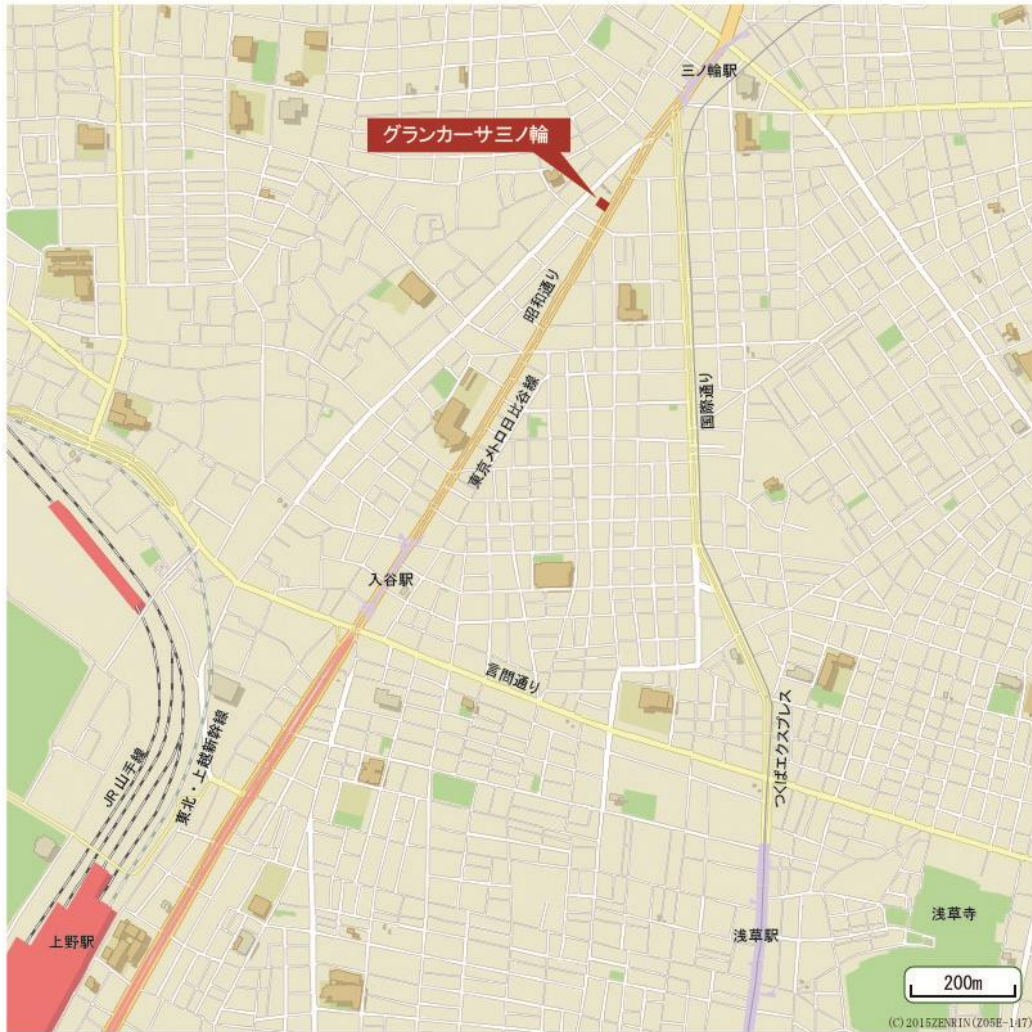 三ノ輪駅
グランカーサ三ノ輪
昭和通り
東京メトロ日比谷線
国際通り
入谷駅
言問通り
つくばエクスプレス
JR山手線
東北・上越新幹線
上野駅
浅草駅
浅草寺
200m
(C) 2015ZENRIN(Z05E-147)